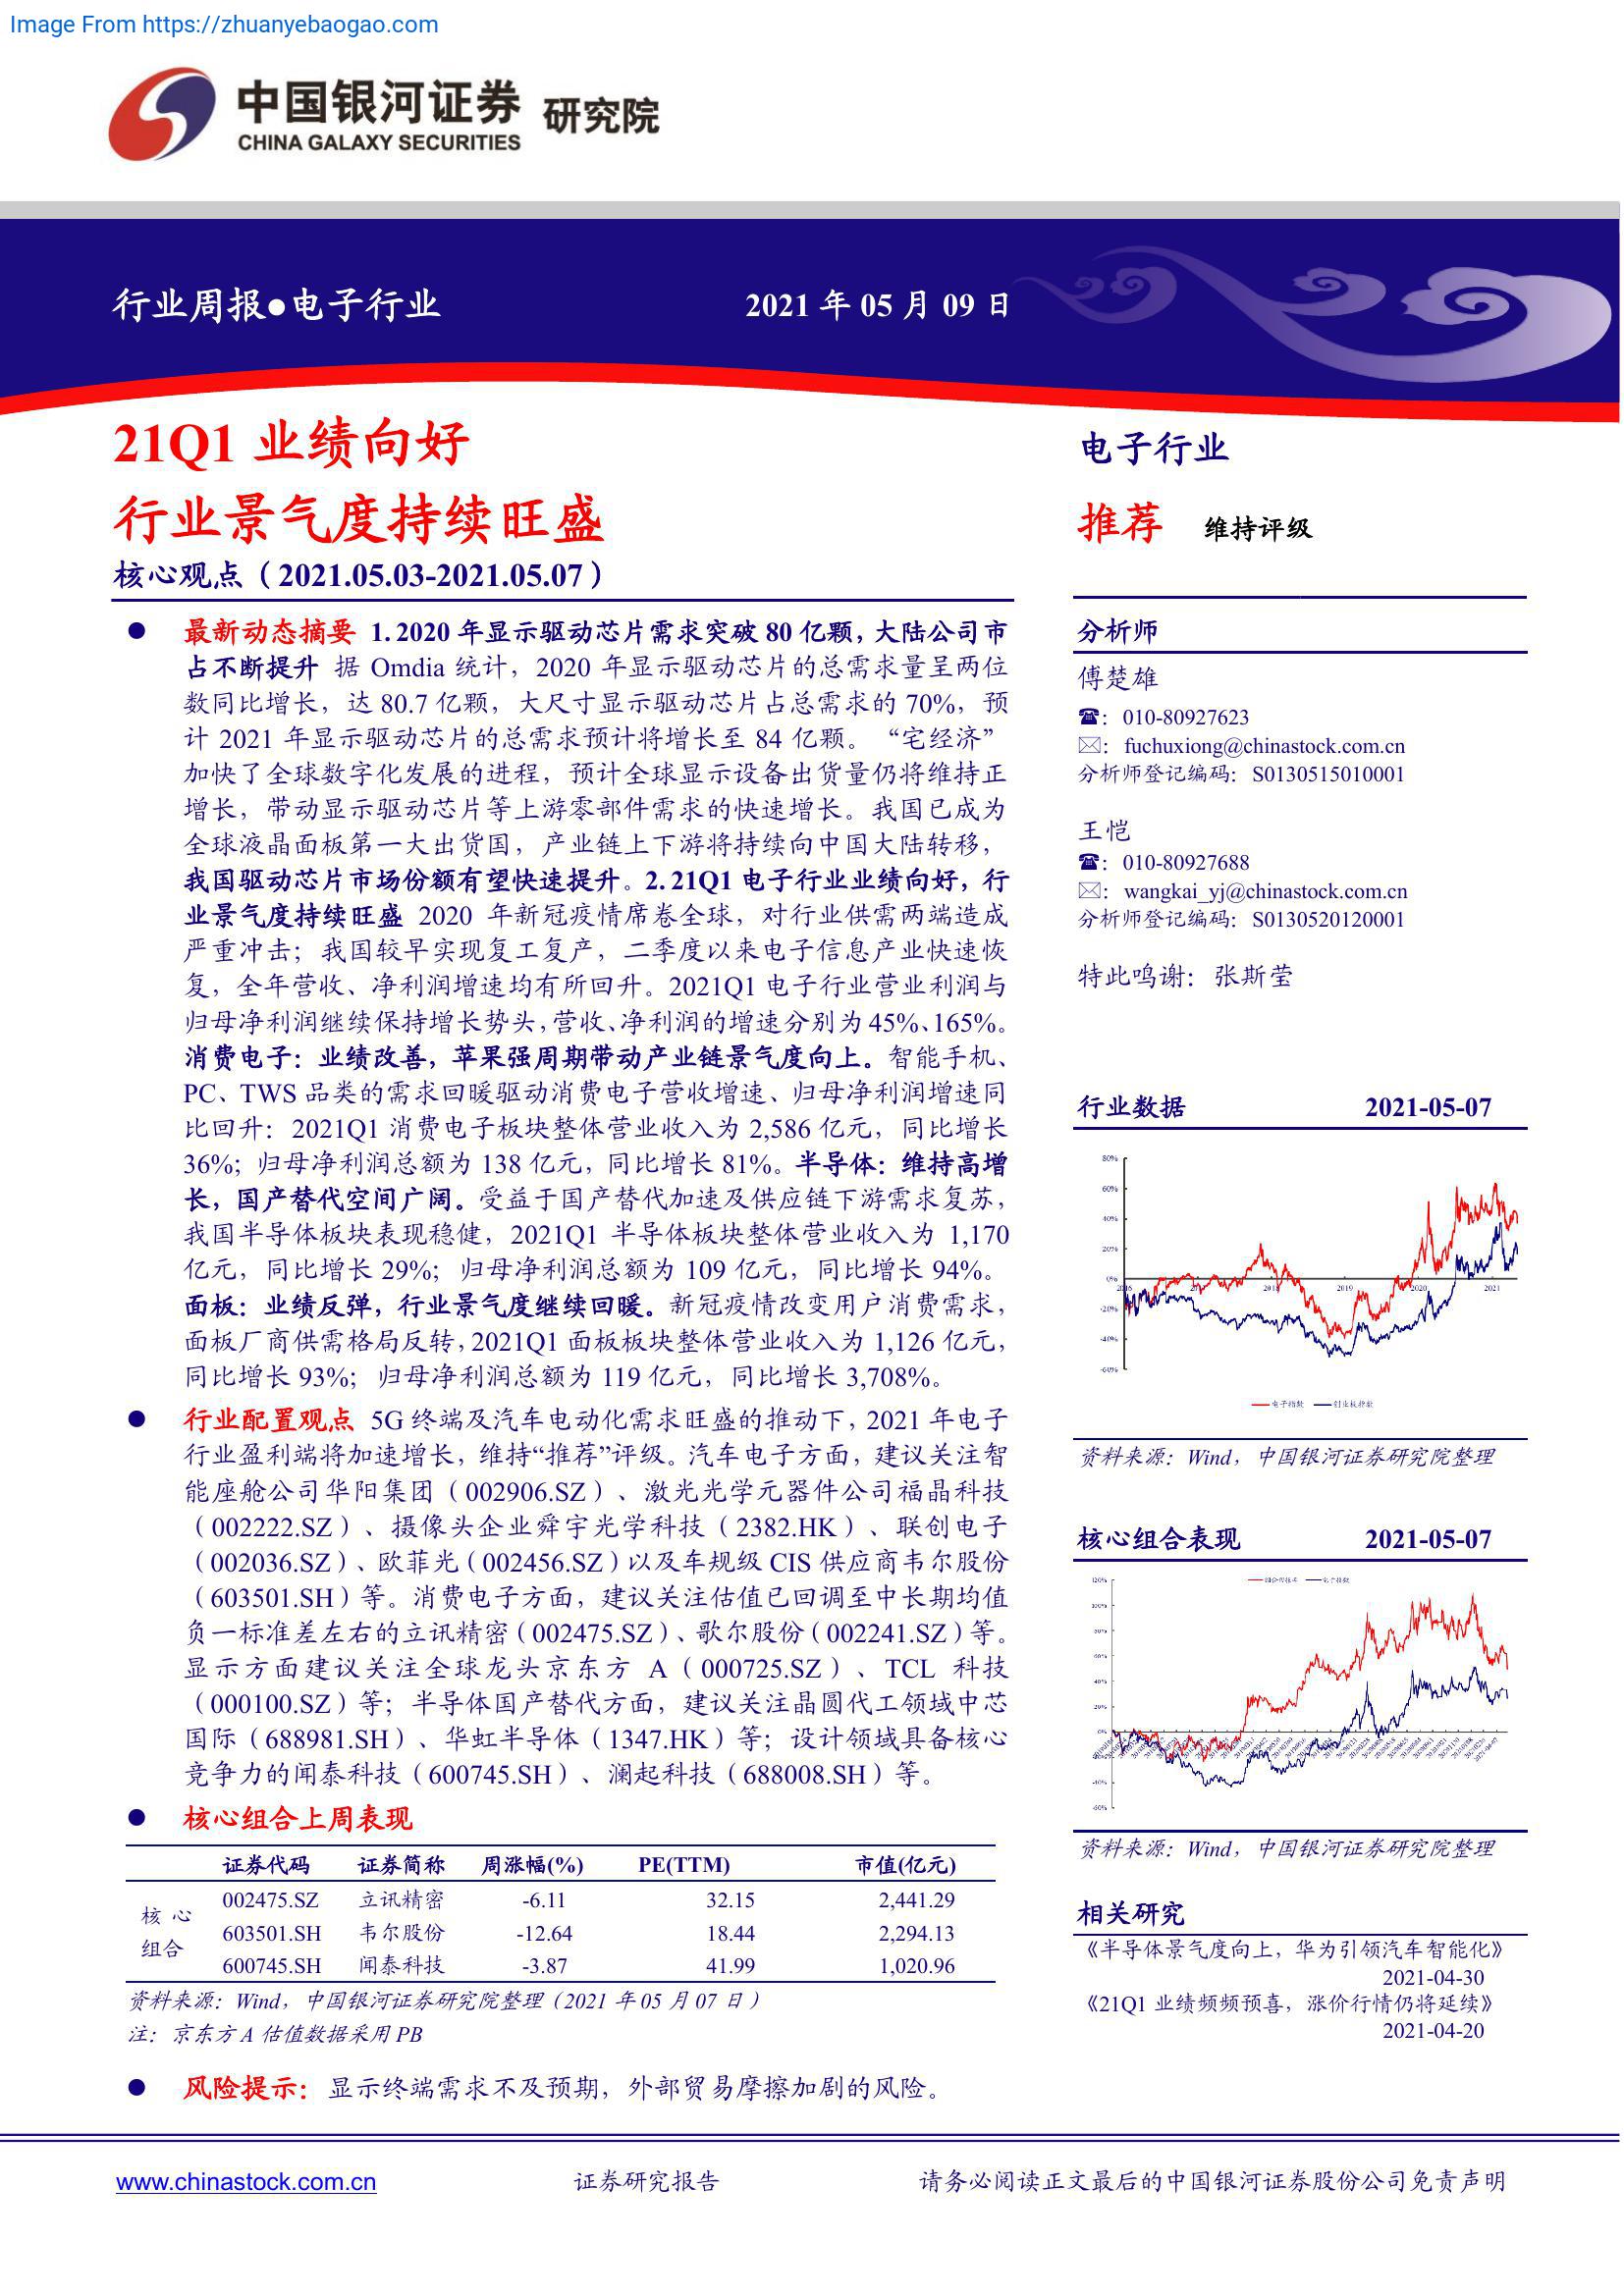 Image From https://zhuanyebaogao.com
中国银河证券 研究院
CHINA GALAXY SECURITIES
行业周报●电子行业 2021 年 05 月 09 日
21Q1 业绩向好
行业景气度持续旺盛
核心观点（2021.05.03-2021.05.07）
● 最新动态摘要 1. 2020 年显示驱动芯片需求突破 80 亿颗，大陆公司市
占不断提升 据 Omdia 统计，2020 年显示驱动芯片的总需求量呈两位
数同比增长，达 80.7 亿颗，大尺寸显示驱动芯片占总需求的 70%，预
计 2021 年显示驱动芯片的总需求预计将增长至 84 亿颗。“宅经济”
加快了全球数字化发展的进程，预计全球显示设备出货量仍将维持正
增长，带动显示驱动芯片等上游零部件需求的快速增长。我国已成为
全球液晶面板第一大出货国，产业链上下游将持续向中国大陆转移，
我国驱动芯片市场份额有望快速提升。2. 21Q1 电子行业业绩向好，行
业景气度持续旺盛 2020 年新冠疫情席卷全球，对行业供需两端造成
严重冲击；我国较早实现复工复产，二季度以来电子信息产业快速恢
复，全年营收、净利润增速均有所回升。2021Q1 电子行业营业利润与
归母净利润继续保持增长势头，营收、净利润的增速分别为 45%、165%。
消费电子：业绩改善，苹果强周期带动产业链景气度向上。智能手机、
PC、TWS 品类的需求回暖驱动消费电子营收增速、归母净利润增速同
比回升：2021Q1 消费电子板块整体营业收入为 2,586 亿元，同比增长
36%；归母净利润总额为 138 亿元，同比增长 81%。半导体：维持高增
长，国产替代空间广阔。受益于国产替代加速及供应链下游需求复苏，
我国半导体板块表现稳健，2021Q1 半导体板块整体营业收入为 1,170
亿元，同比增长 29%；归母净利润总额为 109 亿元，同比增长 94%。
面板：业绩反弹，行业景气度继续回暖。新冠疫情改变用户消费需求，
面板厂商供需格局反转，2021Q1 面板板块整体营业收入为 1,126 亿元，
同比增长 93%；归母净利润总额为 119 亿元，同比增长 3,708%。
● 行业配置观点 5G 终端及汽车电动化需求旺盛的推动下，2021 年电子
行业盈利端将加速增长，维持“推荐”评级。汽车电子方面，建议关注智
能座舱公司华阳集团（002906.SZ）、激光光学元器件公司福晶科技
（002222.SZ）、摄像头企业舜宇光学科技（2382.HK）、联创电子
（002036.SZ）、欧菲光（002456.SZ）以及车规级 CIS 供应商韦尔股份
（603501.SH）等。消费电子方面，建议关注估值已回调至中长期均值
负一标准差左右的立讯精密（002475.SZ）、歌尔股份（002241.SZ）等。
显示方面建议关注全球龙头京东方 A（000725.SZ）、TCL 科技
（000100.SZ）等；半导体国产替代方面，建议关注晶圆代工领域中芯
国际（688981.SH）、华虹半导体（1347.HK）等；设计领域具备核心
竞争力的闻泰科技（600745.SH）、澜起科技（688008.SH）等。
● 核心组合上周表现
证券代码 证券简称 周涨幅(%) PE(TTM) 市值(亿元)
核心组合
002475.SZ 立讯精密 -6.11 32.15 2,441.29
603501.SH 韦尔股份 -12.64 18.44 2,294.13
600745.SH 闻泰科技 -3.87 41.99 1,020.96
资料来源：Wind，中国银河证券研究院整理（2021 年 05 月 07 日）
注：京东方 A 估值数据采用 PB
● 风险提示：显示终端需求不及预期，外部贸易摩擦加剧的风险。
电子行业
推荐 维持评级
分析师
傅楚雄
☎：010-80927623
✉：fuchuxiong@chinastock.com.cn
分析师登记编码：S0130515010001
王恺
☎：010-80927688
✉：wangkai_yj@chinastock.com.cn
分析师登记编码：S0130520120001
特此鸣谢：张斯莹
行业数据 2021-05-07
80%
60%
40%
20%
0%
-20%
-40%
-60%
2018 2019 2020 2021
电子指数 创业板指数
资料来源：Wind，中国银河证券研究院整理
核心组合表现 2021-05-07
120%
100%
80%
60%
40%
20%
0%
-40%
-60%
电子指数
资料来源：Wind，中国银河证券研究院整理
相关研究
《半导体景气度向上，华为引领汽车智能化》
2021-04-30
《21Q1 业绩频频预喜，涨价行情仍将延续》
2021-04-20
www.chinastock.com.cn 证券研究报告 请务必阅读正文最后的中国银河证券股份公司免责声明